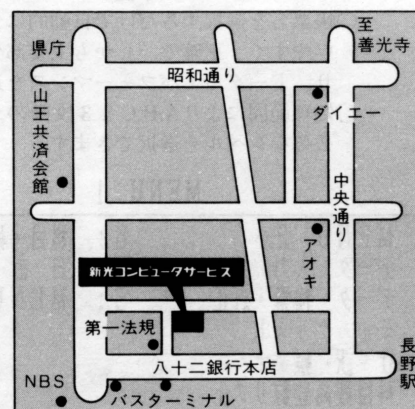 県庁
至善光寺
昭和通り
山王共済会館
ダイエー
中央通り
アオキ
新光コンピュータサービス
第一法規
八十二銀行本店
長野駅
NBS
バスターミナル